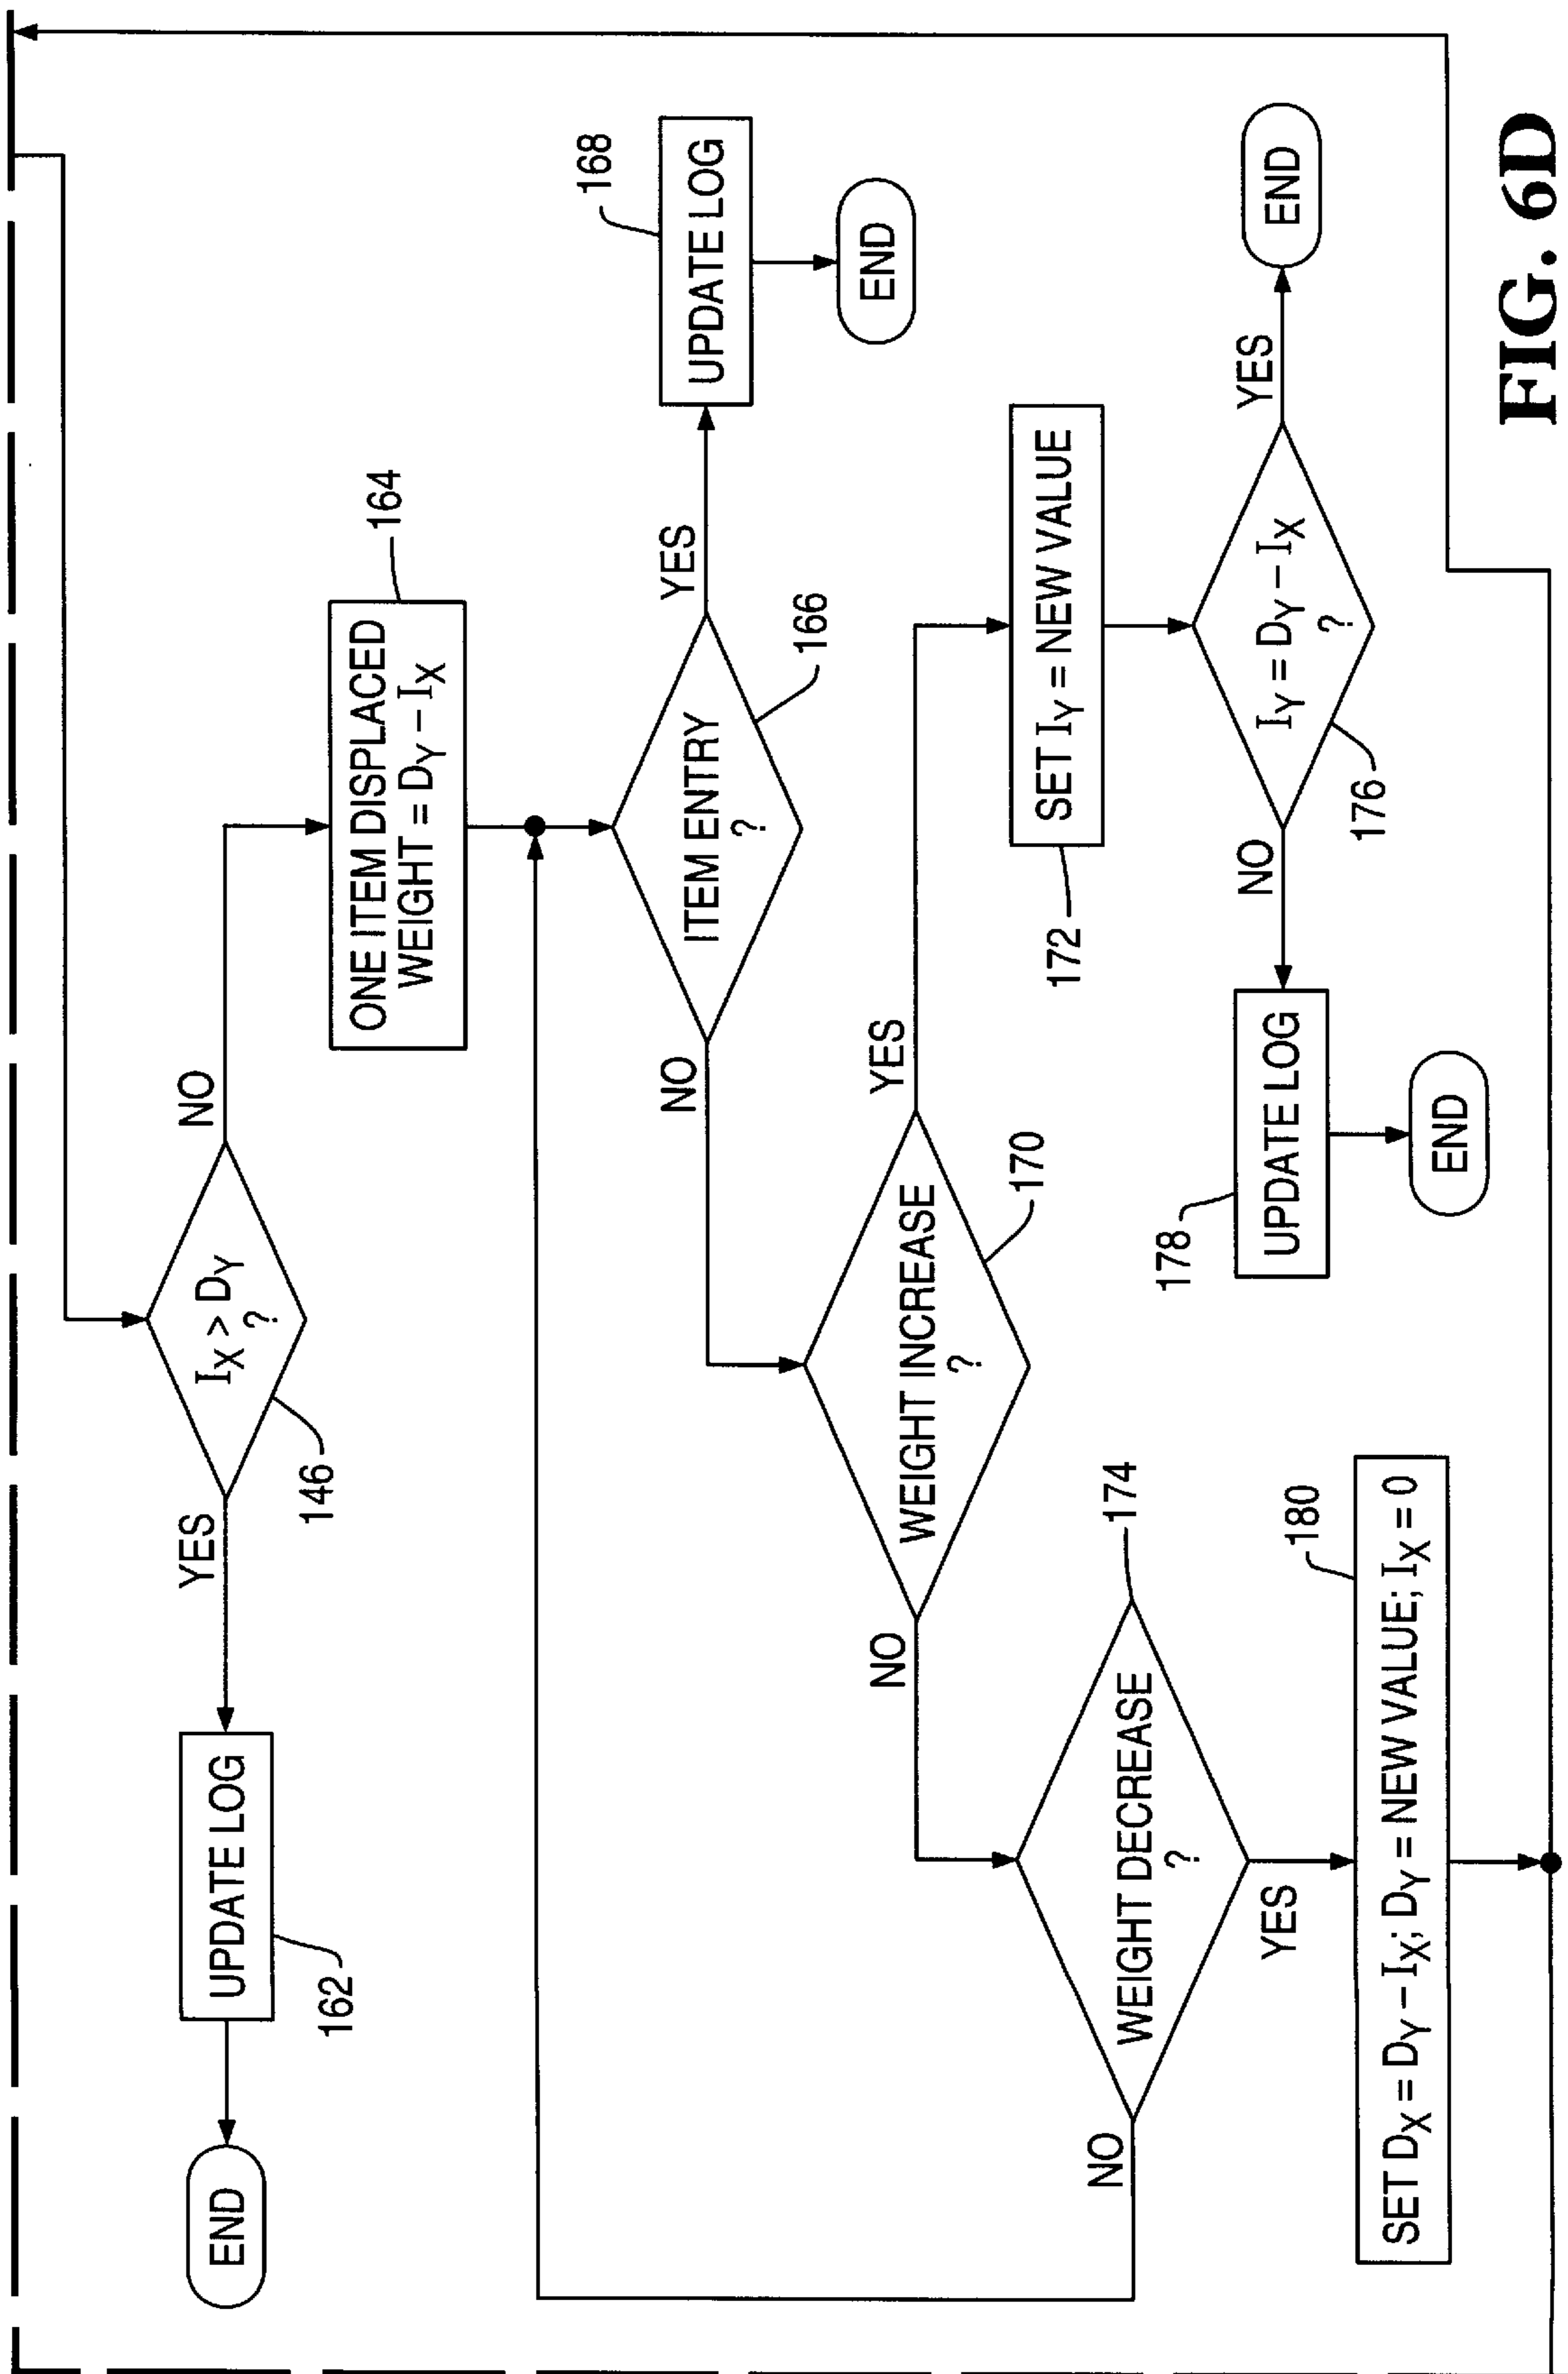 I_X > D_Y
?
146
YES
NO
UPDATE LOG
162
END
ONE ITEM DISPLACED
WEIGHT = D_Y – I_X
164
ITEM ENTRY
?
166
YES
NO
UPDATE LOG
168
END
WEIGHT INCREASE
?
170
YES
NO
SET I_Y = NEW VALUE
172
I_Y = D_Y – I_X
?
176
YES
NO
END
UPDATE LOG
178
END
WEIGHT DECREASE
?
174
NO
YES
SET D_X = D_Y – I_X; D_Y = NEW VALUE; I_X = 0
180
FIG. 6D